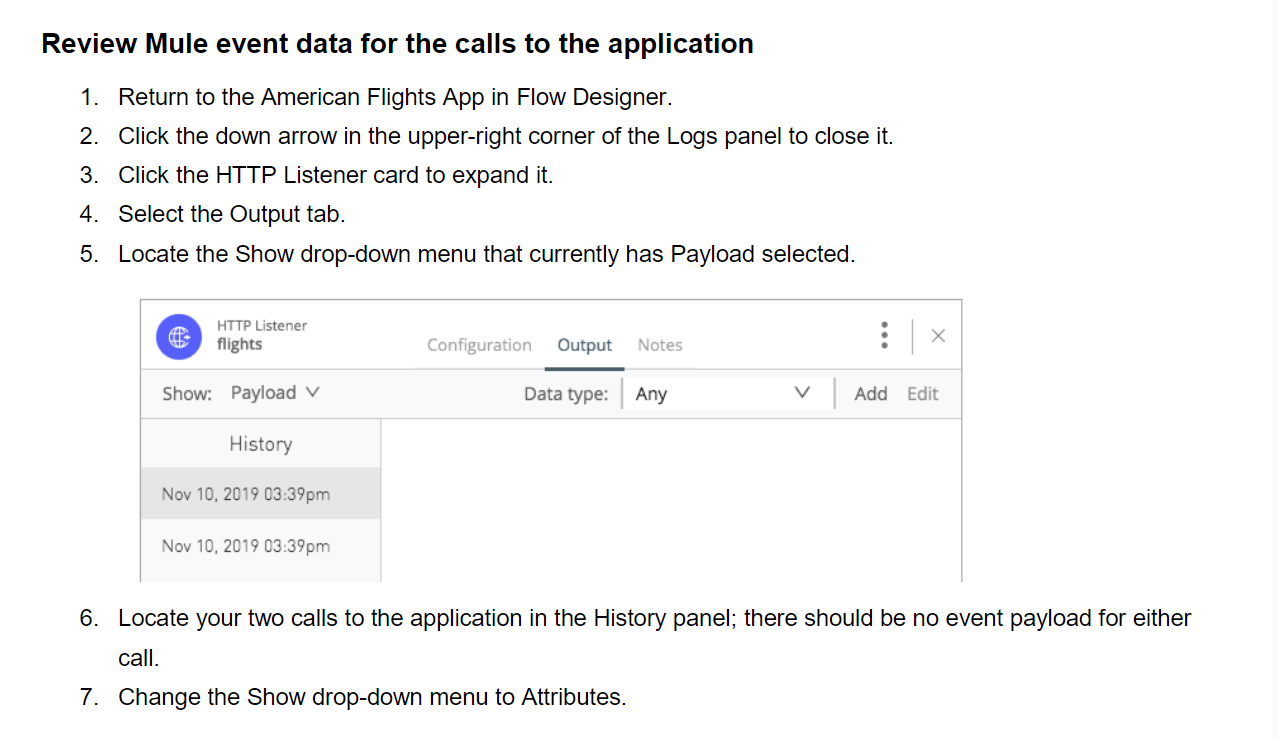 Review Mule event data for the calls to the application
1. Return to the American Flights App in Flow Designer.
2. Click the down arrow in the upper-right corner of the Logs panel to close it.
3. Click the HTTP Listener card to expand it.
4. Select the Output tab.
5. Locate the Show drop-down menu that currently has Payload selected.
HTTP Listener
flights
Configuration Output Notes
Show: Payload Data type: Any Add Edit
History
Nov 10, 2019 03:39pm
Nov 10, 2019 03:39pm
6. Locate your two calls to the application in the History panel; there should be no event payload for either
call.
7. Change the Show drop-down menu to Attributes.